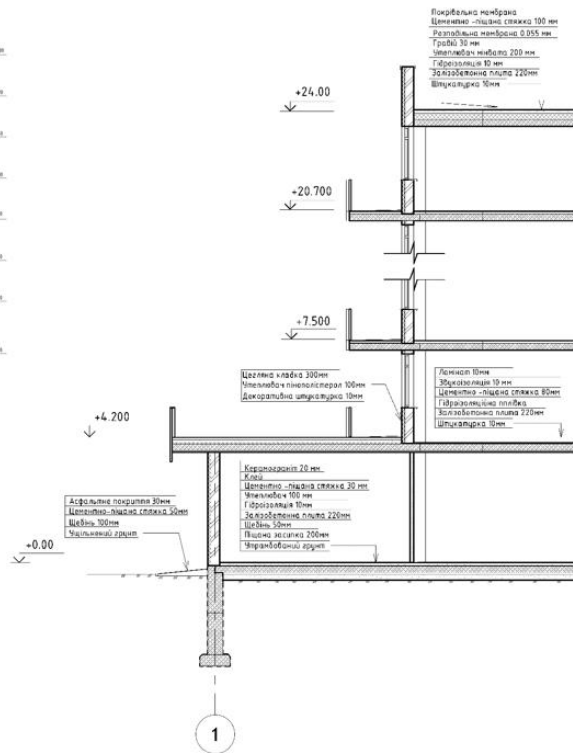 Покрівельна мембрана
Цементно -піщана стяжка 100 мм
Розподільна мембрана 0.055 мм
Гравій 30 мм
Утеплювач мінвата 200 мм
Гідроізоляція 10 мм
Залізобетонна плита 220мм
Штукатурка 10мм
+24.00
+20.700
+7.500
Цегляна кладка 300мм
Утеплювач пінополістерол 100мм
Декоративна штукатурка 10мм
Ламінат 10мм
Звукоізоляція 10 мм
Цементно -піщана стяжка 80мм
Гідроізоляційна плівка
Залізобетонна плита 220мм
Штукатурка 10мм
+4.200
Керамограніт 20 мм
Клей
Цементно -піщана стяжка 30 мм
Утеплювач 100 мм
Гідроізоляція 10мм
Залізобетонна плита 220мм
Щебінь 50мм
Піщана засипка 200мм
Утрамбований грунт
Асфальтне покриття 30мм
Цементно-піщана стяжка 50мм
Щебінь 100мм
Ущільнений грунт
+0.00
1